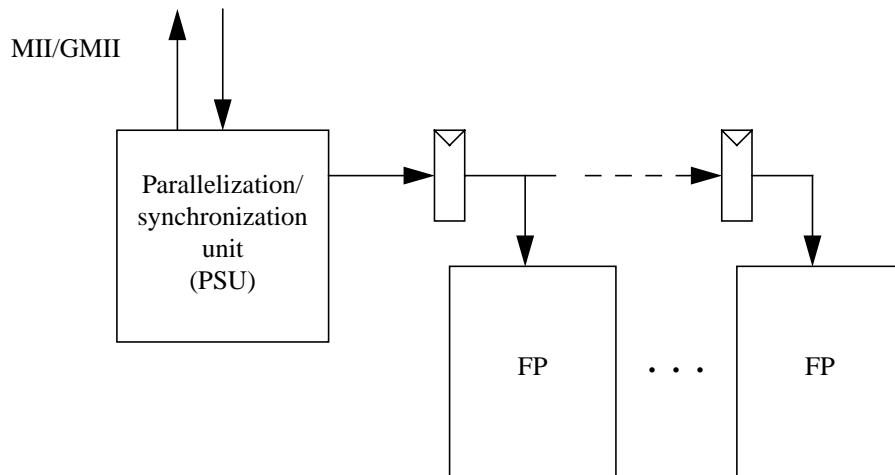 MII/GMII
Parallelization/
synchronization
unit
(PSU)
FP
. . .
FP